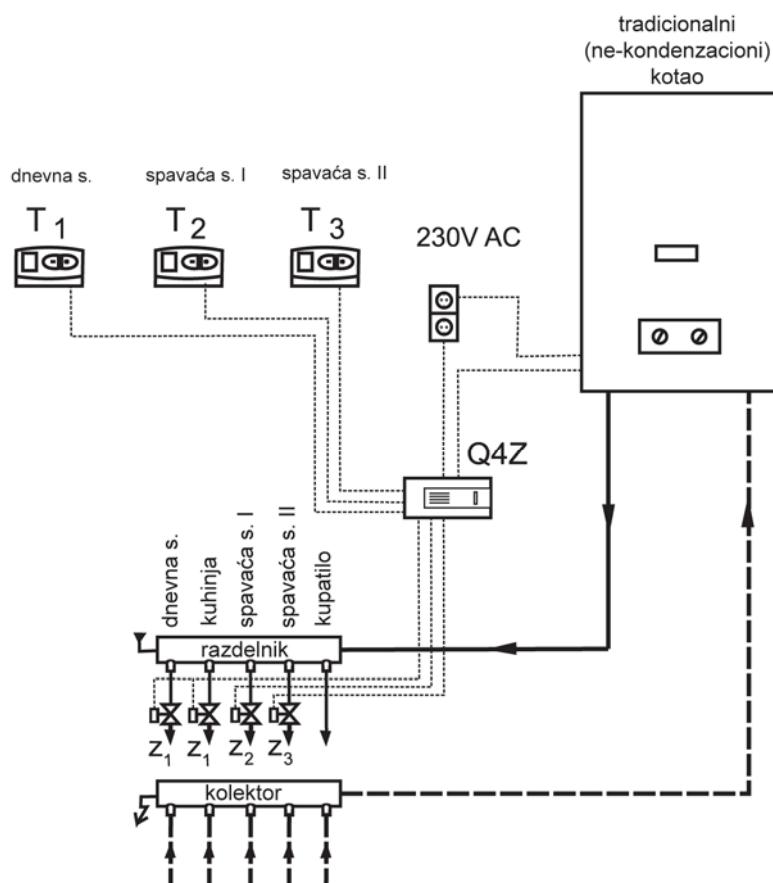 tradicionalni
(ne-kondenzacioni)
kotao
dnevna s.
spavaća s. I
spavaća s. II
T1
T2
T3
230V AC
Q4Z
dnevna s.
kuhinja
spavaća s. I
spavaća s. II
kupatilo
razdelnik
Z1
Z1
Z2
Z3
kolektor